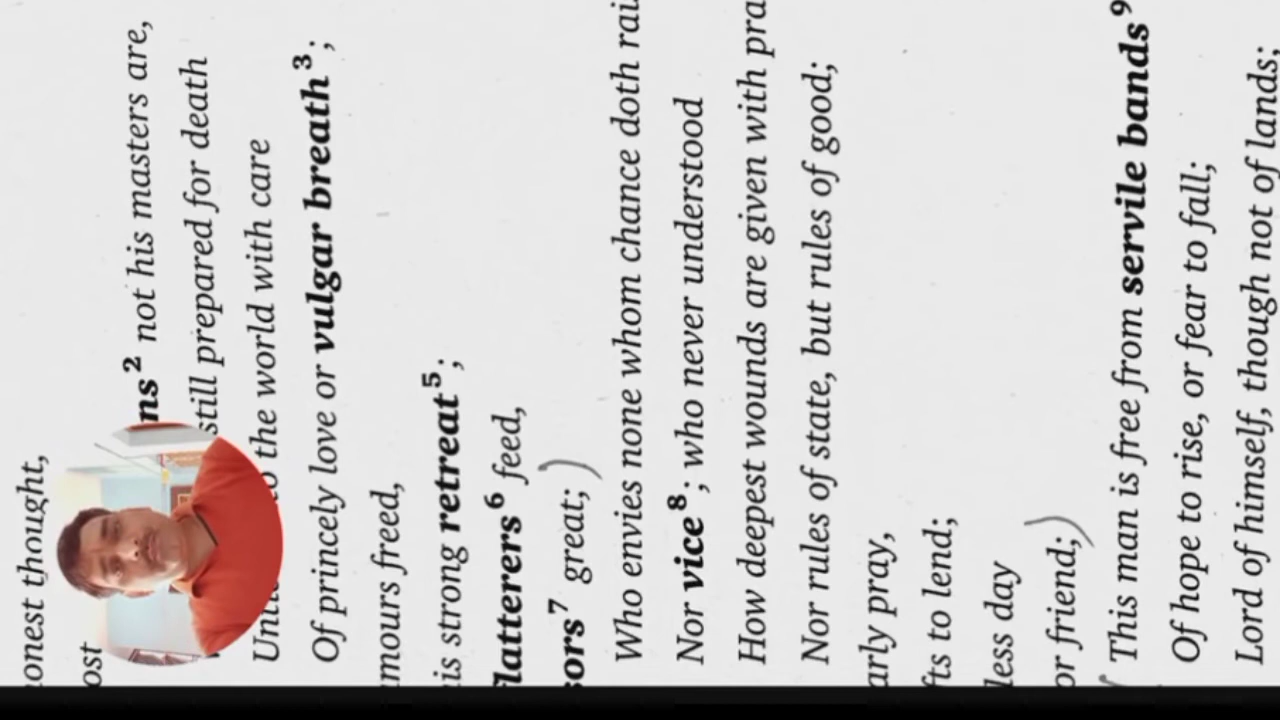 onest thought,
ost
ns² not his masters are,
still prepared for death
to the world with care
Of princely love or vulgar breath³;
mours freed,
is strong retreat⁵;
flatterers⁶ feed,
sors⁷ great;
Who envies none whom chance doth rai
Nor vice⁸; who never understood
How deepest wounds are given with pra
Nor rules of state, but rules of good;
arly pray,
fts to lend;
less day
or friend;
This man is free from servile bands⁹
Of hope to rise, or fear to fall;
Lord of himself, though not of lands;